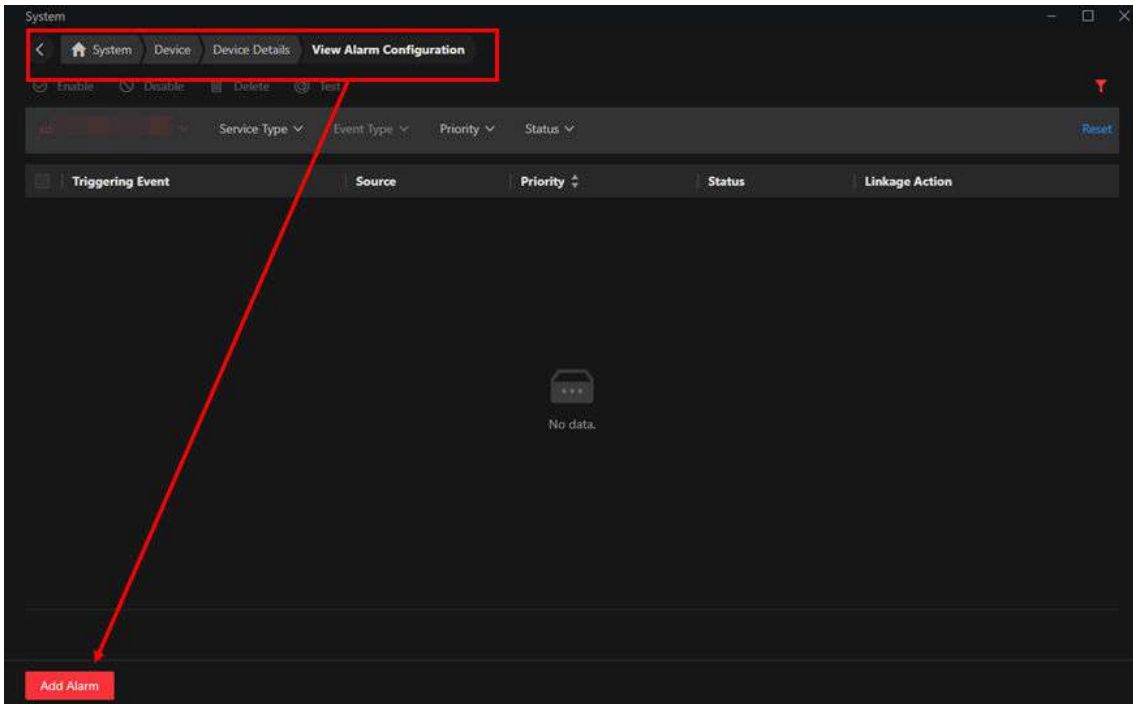 System
System Device Device Details View Alarm Configuration
Enable Disable Delete Test
Service Type Event Type Priority Status Reset
Triggering Event Source Priority Status Linkage Action
No data.
Add Alarm